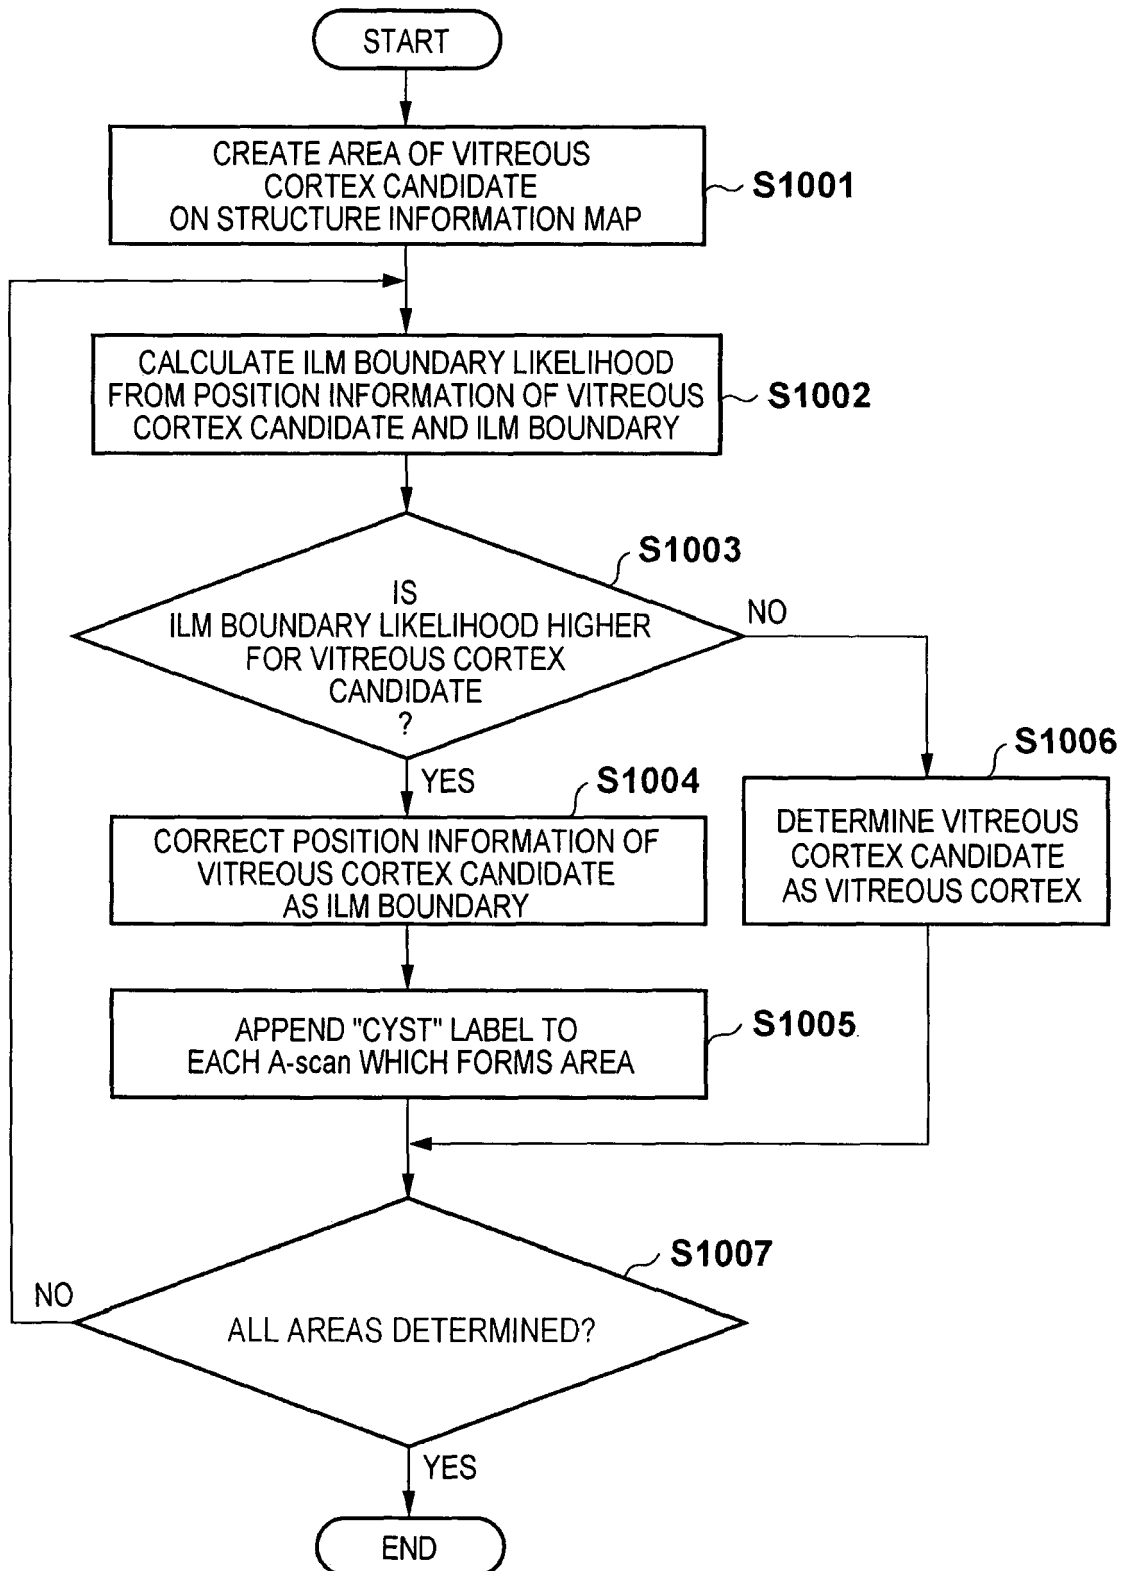 START
CREATE AREA OF VITREOUS
CORTEX CANDIDATE
ON STRUCTURE INFORMATION MAP
S1001
CALCULATE ILM BOUNDARY LIKELIHOOD
FROM POSITION INFORMATION OF VITREOUS
CORTEX CANDIDATE AND ILM BOUNDARY
S1002
S1003
IS
ILM BOUNDARY LIKELIHOOD HIGHER
FOR VITREOUS CORTEX
CANDIDATE
?
NO
YES
S1004
CORRECT POSITION INFORMATION OF
VITREOUS CORTEX CANDIDATE
AS ILM BOUNDARY
S1006
DETERMINE VITREOUS
CORTEX CANDIDATE
AS VITREOUS CORTEX
APPEND "CYST" LABEL TO
EACH A-scan WHICH FORMS AREA
S1005
S1007
NO
ALL AREAS DETERMINED?
YES
END